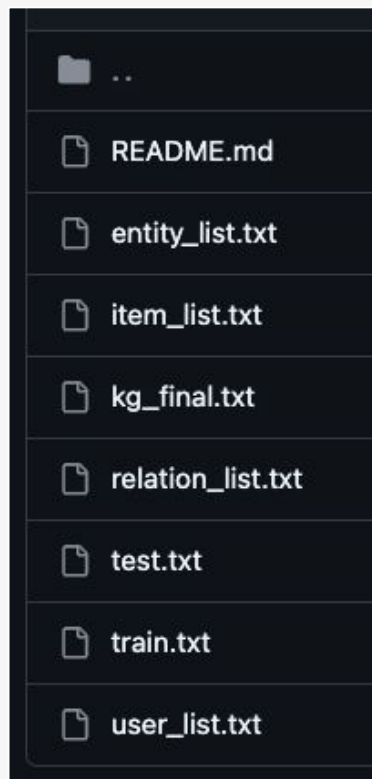 ..
README.md
entity_list.txt
item_list.txt
kg_final.txt
relation_list.txt
test.txt
train.txt
user_list.txt